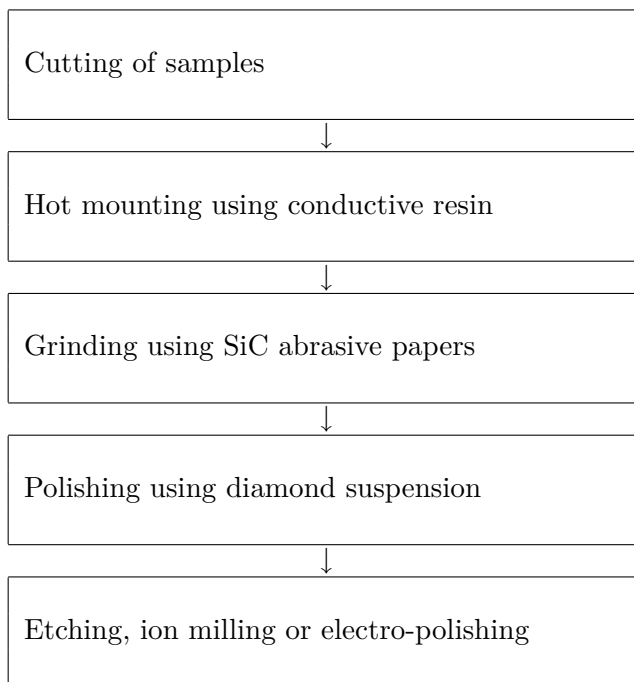 Cutting of samples
↓
Hot mounting using conductive resin
↓
Grinding using SiC abrasive papers
↓
Polishing using diamond suspension
↓
Etching, ion milling or electro-polishing